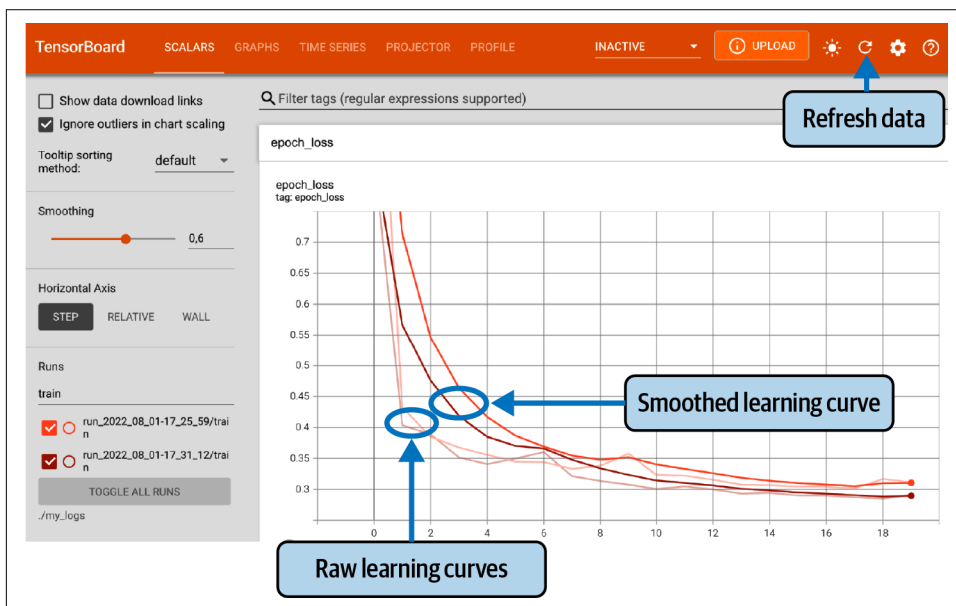 TensorBoard SCALARS GRAPHS TIME SERIES PROJECTOR PROFILE INACTIVE UPLOAD
Show data download links
Ignore outliers in chart scaling
Tooltip sorting
method:
default
Smoothing
0,6
Horizontal Axis
STEP RELATIVE WALL
Runs
train
run_2022_08_01-17_25_59/trai
n
run_2022_08_01-17_31_12/trai
n
TOGGLE ALL RUNS
./my_logs
Filter tags (regular expressions supported)
Refresh data
epoch_loss
epoch_loss
tag: epoch_loss
0.7
0.65
0.6
0.55
0.5
0.45
0.4
0.35
0.3
0 2 4 6 8 10 12 14 16 18
Smoothed learning curve
Raw learning curves